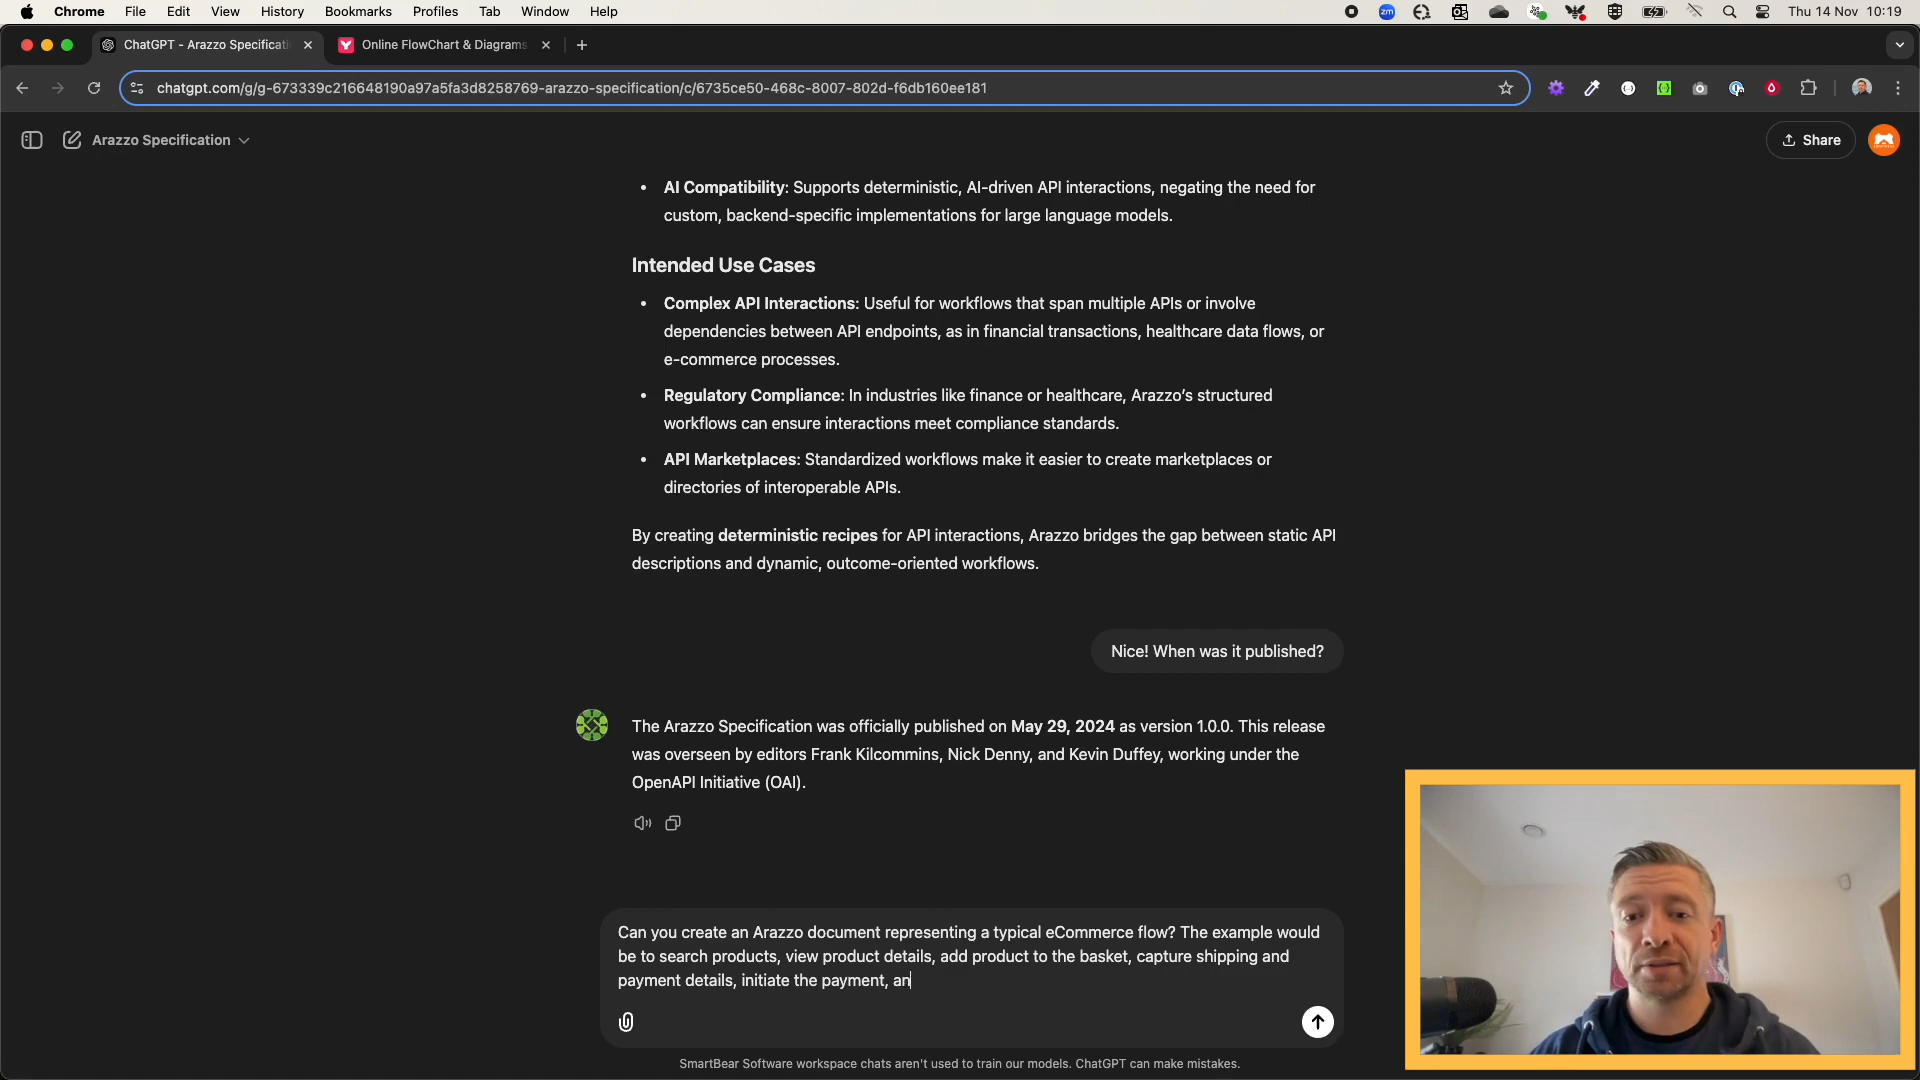 Chrome File Edit View History Bookmarks Profiles Tab Window Help zm Thu 14 Nov 10:19
ChatGPT - Arazzo Specificati Online FlowChart & Diagrams
chatgpt.com/g/g-673339c216648190a97a5fa3d8258769-arazzo-specification/c/6735ce50-468c-8007-802d-f6db160ee181
Arazzo Specification Share
• AI Compatibility: Supports deterministic, AI-driven API interactions, negating the need for
custom, backend-specific implementations for large language models.
Intended Use Cases
• Complex API Interactions: Useful for workflows that span multiple APIs or involve
dependencies between API endpoints, as in financial transactions, healthcare data flows, or
e-commerce processes.
• Regulatory Compliance: In industries like finance or healthcare, Arazzo’s structured
workflows can ensure interactions meet compliance standards.
• API Marketplaces: Standardized workflows make it easier to create marketplaces or
directories of interoperable APIs.
By creating deterministic recipes for API interactions, Arazzo bridges the gap between static API
descriptions and dynamic, outcome-oriented workflows.
Nice! When was it published?
The Arazzo Specification was officially published on May 29, 2024 as version 1.0.0. This release
was overseen by editors Frank Kilcommins, Nick Denny, and Kevin Duffey, working under the
OpenAPI Initiative (OAI).
Can you create an Arazzo document representing a typical eCommerce flow? The example would
be to search products, view product details, add product to the basket, capture shipping and
payment details, initiate the payment, an
SmartBear Software workspace chats aren't used to train our models. ChatGPT can make mistakes.